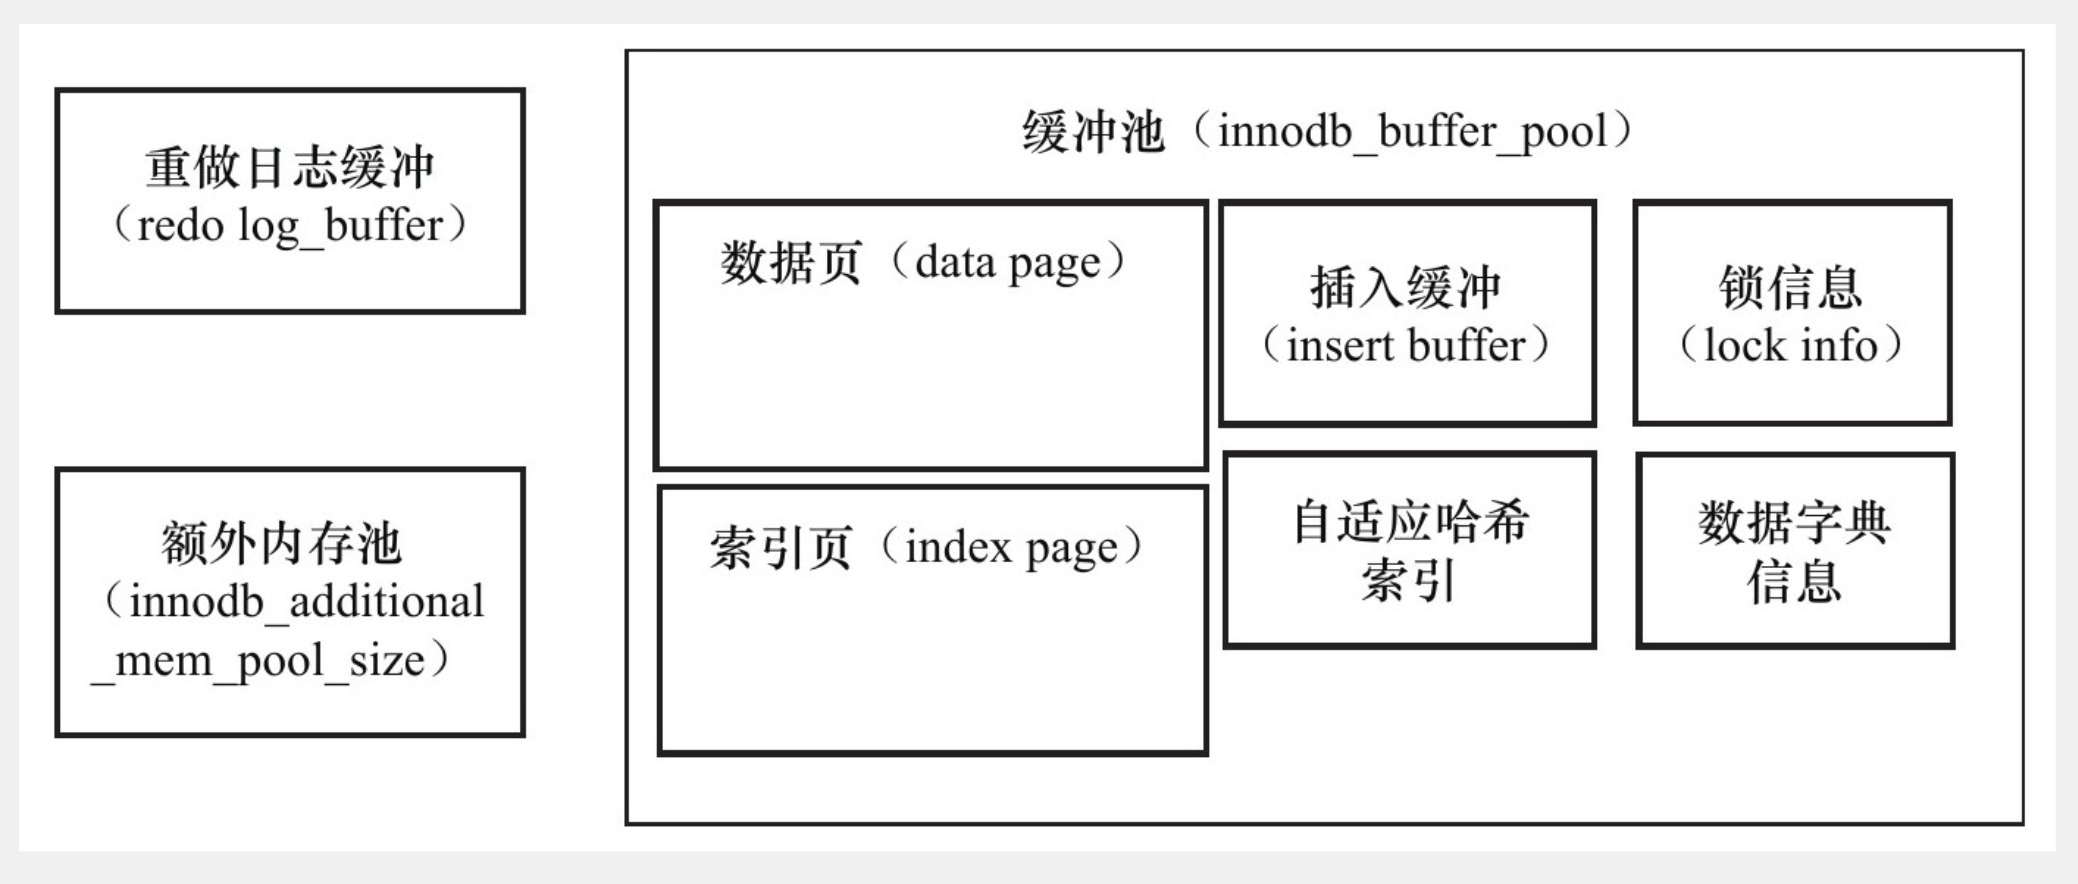 重做日志缓冲
（redo log_buffer）
额外内存池
（innodb_additional
_mem_pool_size）
缓冲池（innodb_buffer_pool）
数据页（data page）
插入缓冲
（insert buffer）
锁信息
（lock info）
索引页（index page）
自适应哈希
索引
数据字典
信息